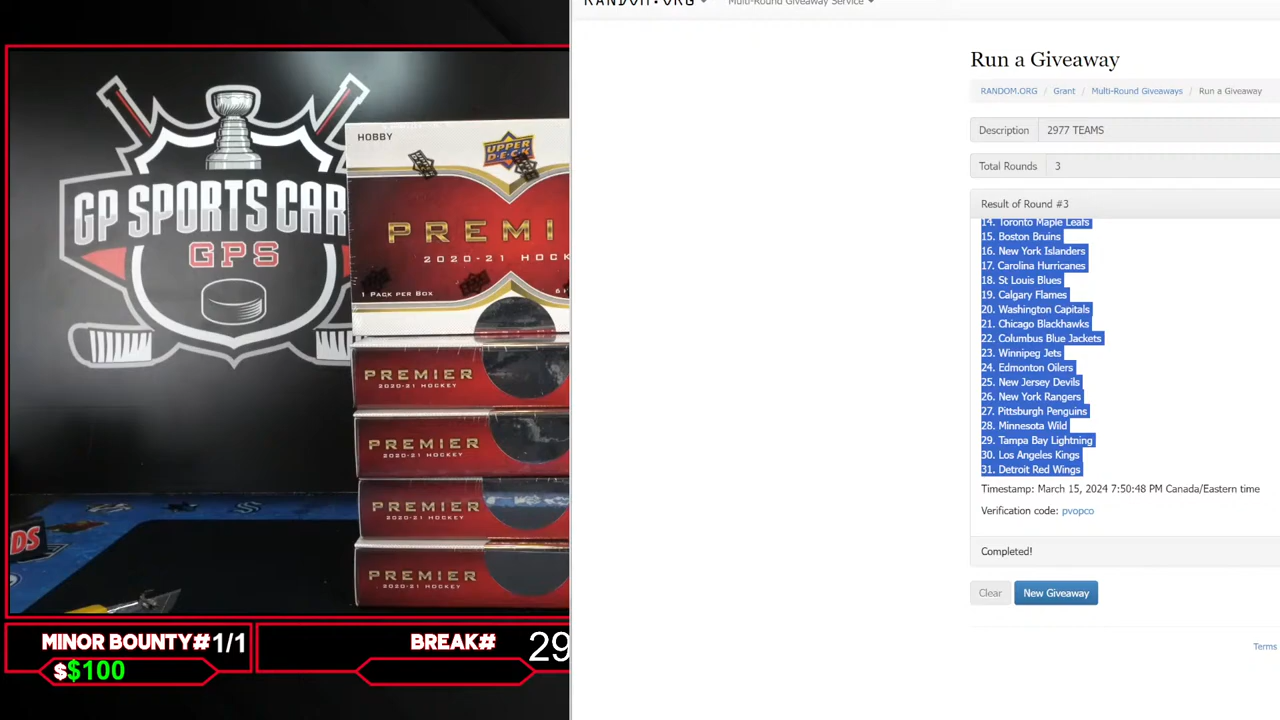 GP SPORTS CAR
GPS
HOBBY
UPPER DECK
PREMI
2020-21 HOCK
1 PACK PER BOX
PREMIER
2020-21 HOCKEY
PREMIER
2020-21 HOCKEY
PREMIER
2020-21 HOCKEY
PREMIER
2020-21 HOCKEY
DS
MINOR BOUNTY# 1/1
$$100
BREAK# 29
RANDOM.ORG
Multi-Round Giveaway Service
Run a Giveaway
RANDOM.ORG / Grant / Multi-Round Giveaways / Run a Giveaway
Description 2977 TEAMS
Total Rounds 3
Result of Round #3
14. Toronto Maple Leafs
15. Boston Bruins
16. New York Islanders
17. Carolina Hurricanes
18. St Louis Blues
19. Calgary Flames
20. Washington Capitals
21. Chicago Blackhawks
22. Columbus Blue Jackets
23. Winnipeg Jets
24. Edmonton Oilers
25. New Jersey Devils
26. New York Rangers
27. Pittsburgh Penguins
28. Minnesota Wild
29. Tampa Bay Lightning
30. Los Angeles Kings
31. Detroit Red Wings
Timestamp: March 15, 2024 7:50:48 PM Canada/Eastern time
Verification code: pvopco
Completed!
Clear
New Giveaway
Terms